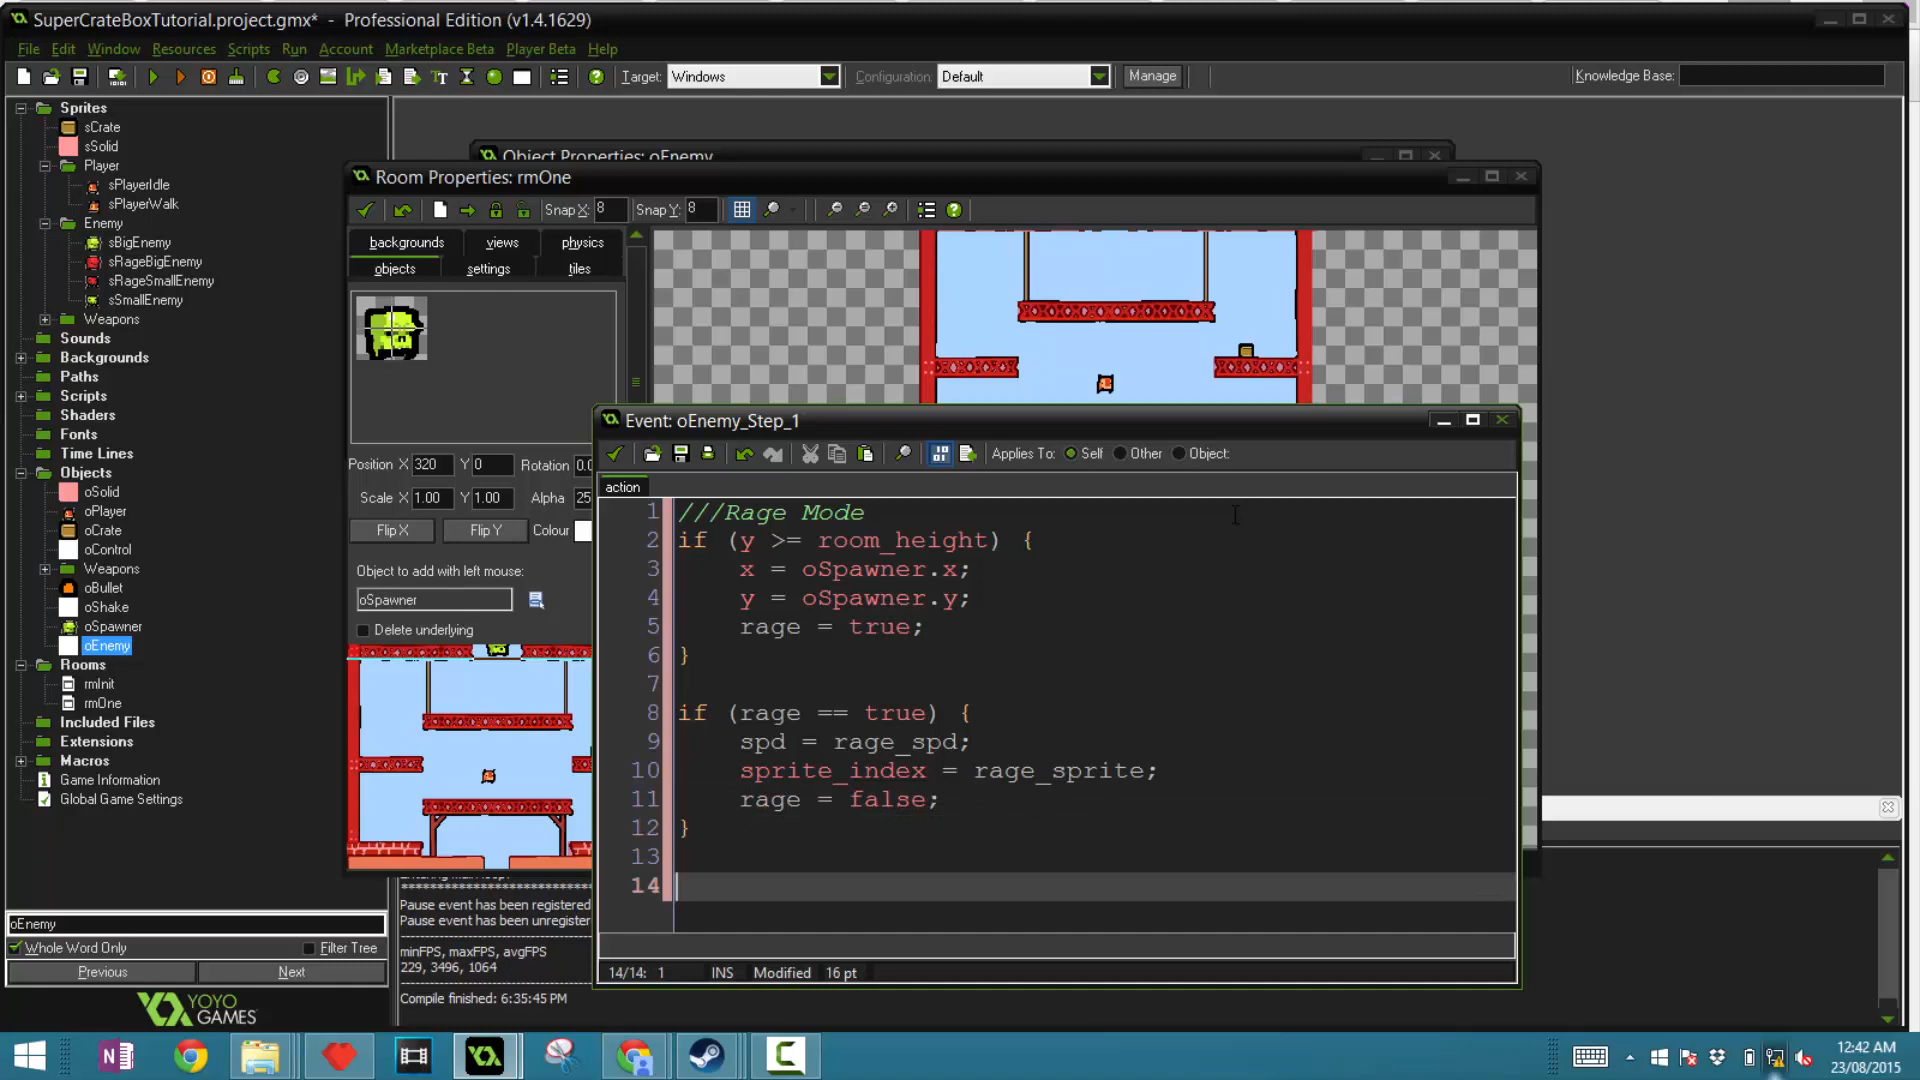 SuperCrateBoxTutorial.project.gmx* - Professional Edition (v1.4.1629)
File Edit Window Resources Scripts Run Account Marketplace Beta Player Beta Help
Target: Windows Configuration: Default Manage Knowledge Base:
Sprites
sCrate
sSolid
Player
sPlayerIdle
sPlayerWalk
Enemy
sBigEnemy
sRageBigEnemy
sRageSmallEnemy
sSmallEnemy
Weapons
Sounds
Backgrounds
Paths
Scripts
Shaders
Fonts
Time Lines
Objects
oSolid
oPlayer
oCrate
oControl
Weapons
oBullet
oShake
oSpawner
oEnemy
Rooms
rmInit
rmOne
Included Files
Extensions
Macros
Game Information
Global Game Settings
oEnemy
Whole Word Only Filter Tree
Previous Next
YOYO
GAMES
Object Properties: oEnemy
Room Properties: rmOne
Snap X: 8 Snap Y: 8
backgrounds views physics
objects settings tiles
Position X 320 Y 0 Rotation 0.0
Scale X 1.00 Y 1.00 Alpha 25
Flip X Flip Y Colour
Object to add with left mouse:
oSpawner
Delete underlying
Event: oEnemy_Step_1
Applies To: Self Other Object:
action
1 ///Rage Mode
2 if (y >= room_height) {
3 x = oSpawner.x;
4 y = oSpawner.y;
5 rage = true;
6 }
7
8 if (rage == true) {
9 spd = rage_spd;
10 sprite_index = rage_sprite;
11 rage = false;
12 }
13
14
14/14: 1 INS Modified 16 pt
Pause event has been registered
Pause event has been unregister
minFPS, maxFPS, avgFPS
229, 3496, 1064
Compile finished: 6:35:45 PM
12:42 AM
23/08/2015